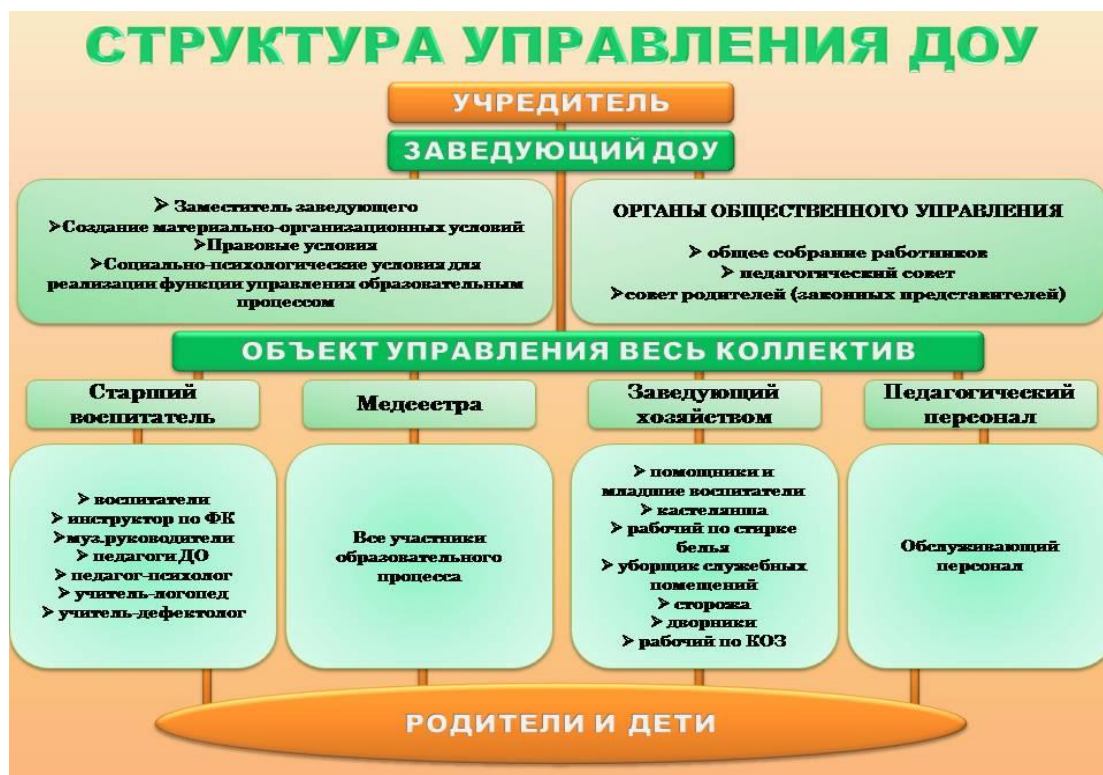 СТРУКТУРА УПРАВЛЕНИЯ ДОУ
УЧРЕДИТЕЛЬ
ЗАВЕДУЮЩИЙ ДОУ
➢ Заместитель заведующего
➢Создание материально-организационных условий
➢Правовые условия
➢Социально-психологические условия для
реализации функции управления образовательным
процессом
ОРГАНЫ ОБЩЕСТВЕННОГО УПРАВЛЕНИЯ
➢ общее собрание работников
➢ педагогический совет
➢совет родителей (законных представителей)
ОБЪЕКТ УПРАВЛЕНИЯ ВЕСЬ КОЛЛЕКТИВ
Старший
воспитатель
➢ воспитатели
➢ инструктор по ФК
➢муз.руководители
➢ педагоги ДО
➢ педагог-психолог
➢ учитель-логопед
➢ учитель-дефектолог
Медсестра
Все участники
образовательного
процесса
Заведующий
хозяйством
➢ помощники и
младшие воспитатели
➢ кастелянша
➢ рабочий по стирке
белья
➢ уборщик служебных
помещений
➢ сторожа
➢ дворники
➢ рабочий по КОЗ
Педагогический
персонал
Обслуживающий
персонал
РОДИТЕЛИ И ДЕТИ